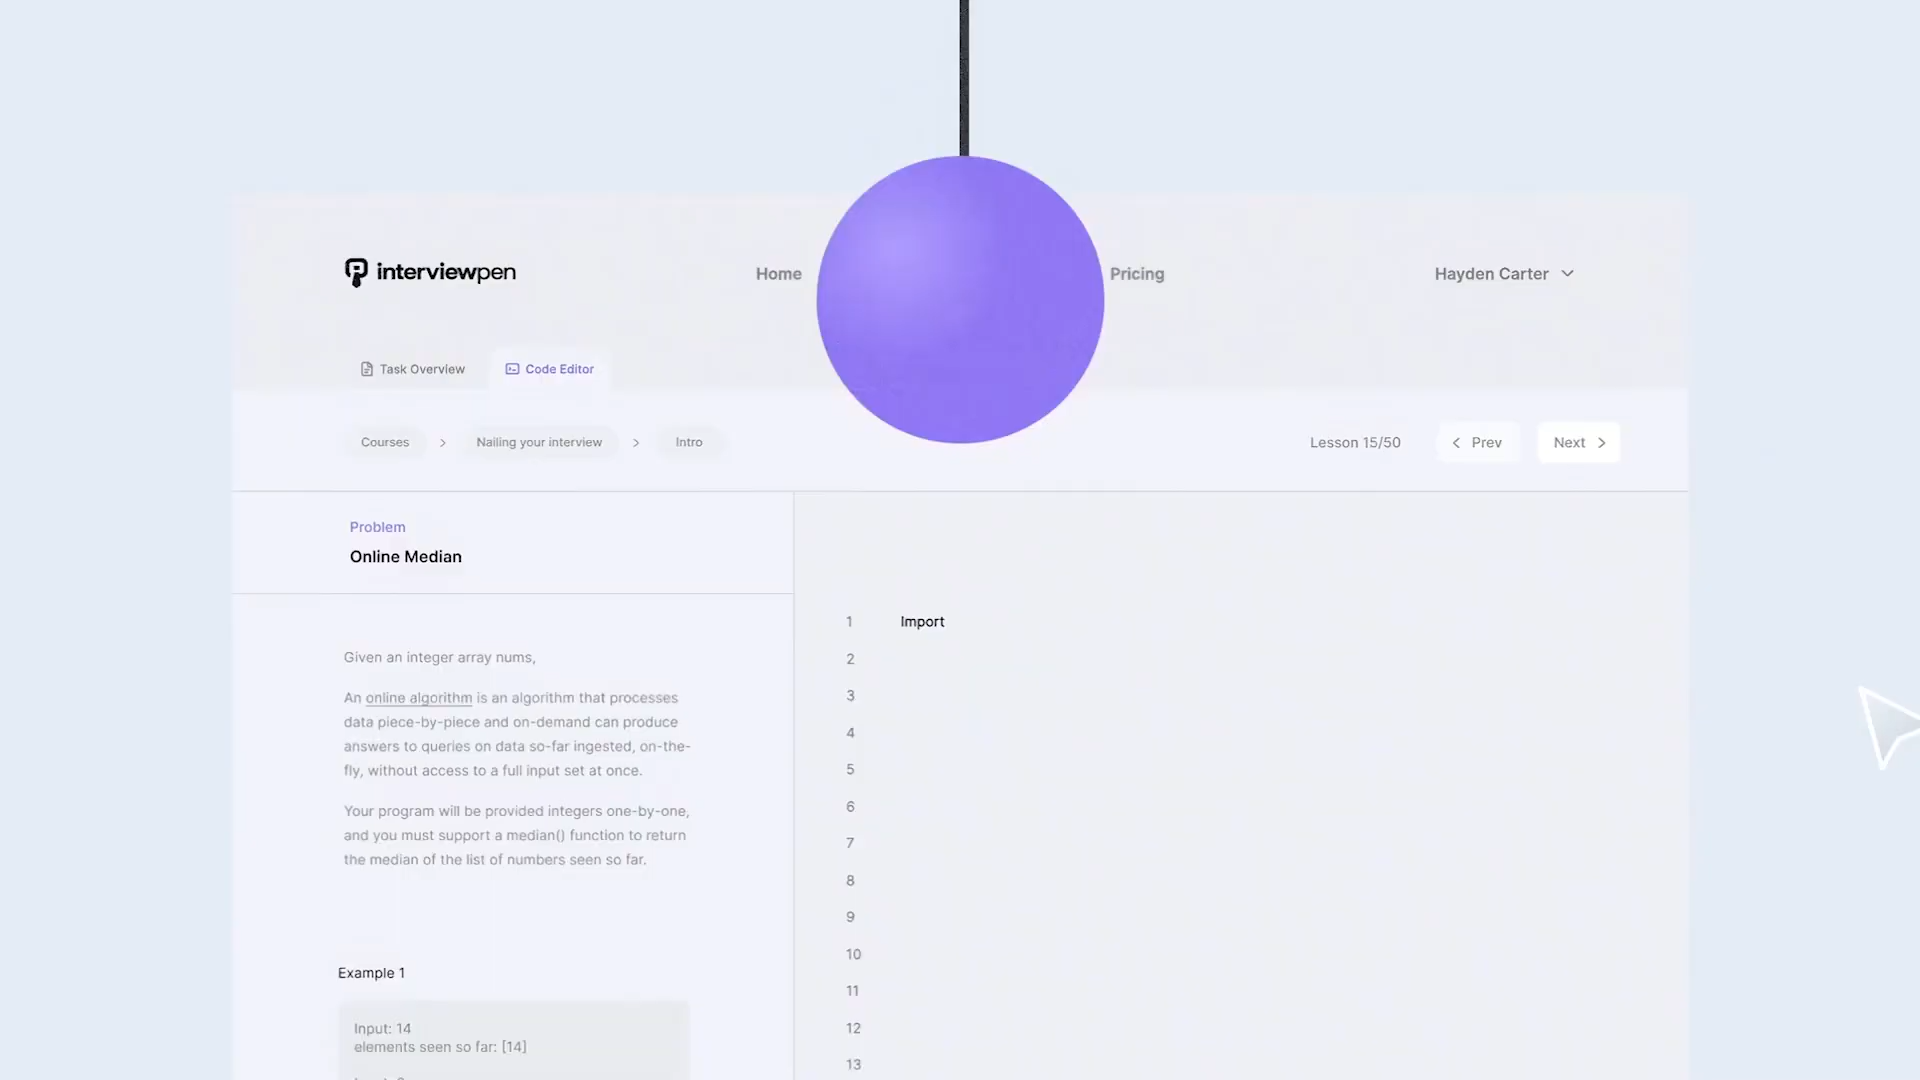 interviewpen
Home
Pricing
Hayden Carter
Task Overview
Code Editor
Courses > Nailing your interview > Intro
Lesson 15/50
< Prev
Next >
Problem
Online Median
Given an integer array nums,
An online algorithm is an algorithm that processes
data piece-by-piece and on-demand can produce
answers to queries on data so-far ingested, on-the-
fly, without access to a full input set at once.
Your program will be provided integers one-by-one,
and you must support a median() function to return
the median of the list of numbers seen so far.
Example 1
Input: 14
elements seen so far: [14]
1 Import
2
3
4
5
6
7
8
9
10
11
12
13